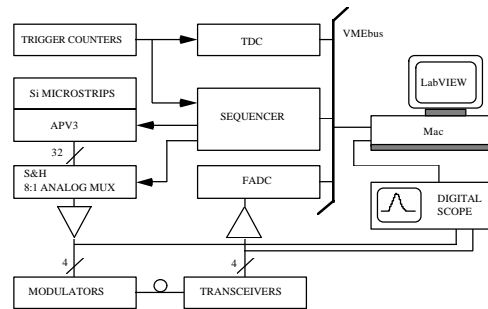 TRIGGER COUNTERS
TDC
VMEbus
Si MICROSTRIPS
APV3
SEQUENCER
LabVIEW
Mac
32
S&H
8:1 ANALOG MUX
FADC
DIGITAL
SCOPE
4
4
MODULATORS
TRANSCEIVERS